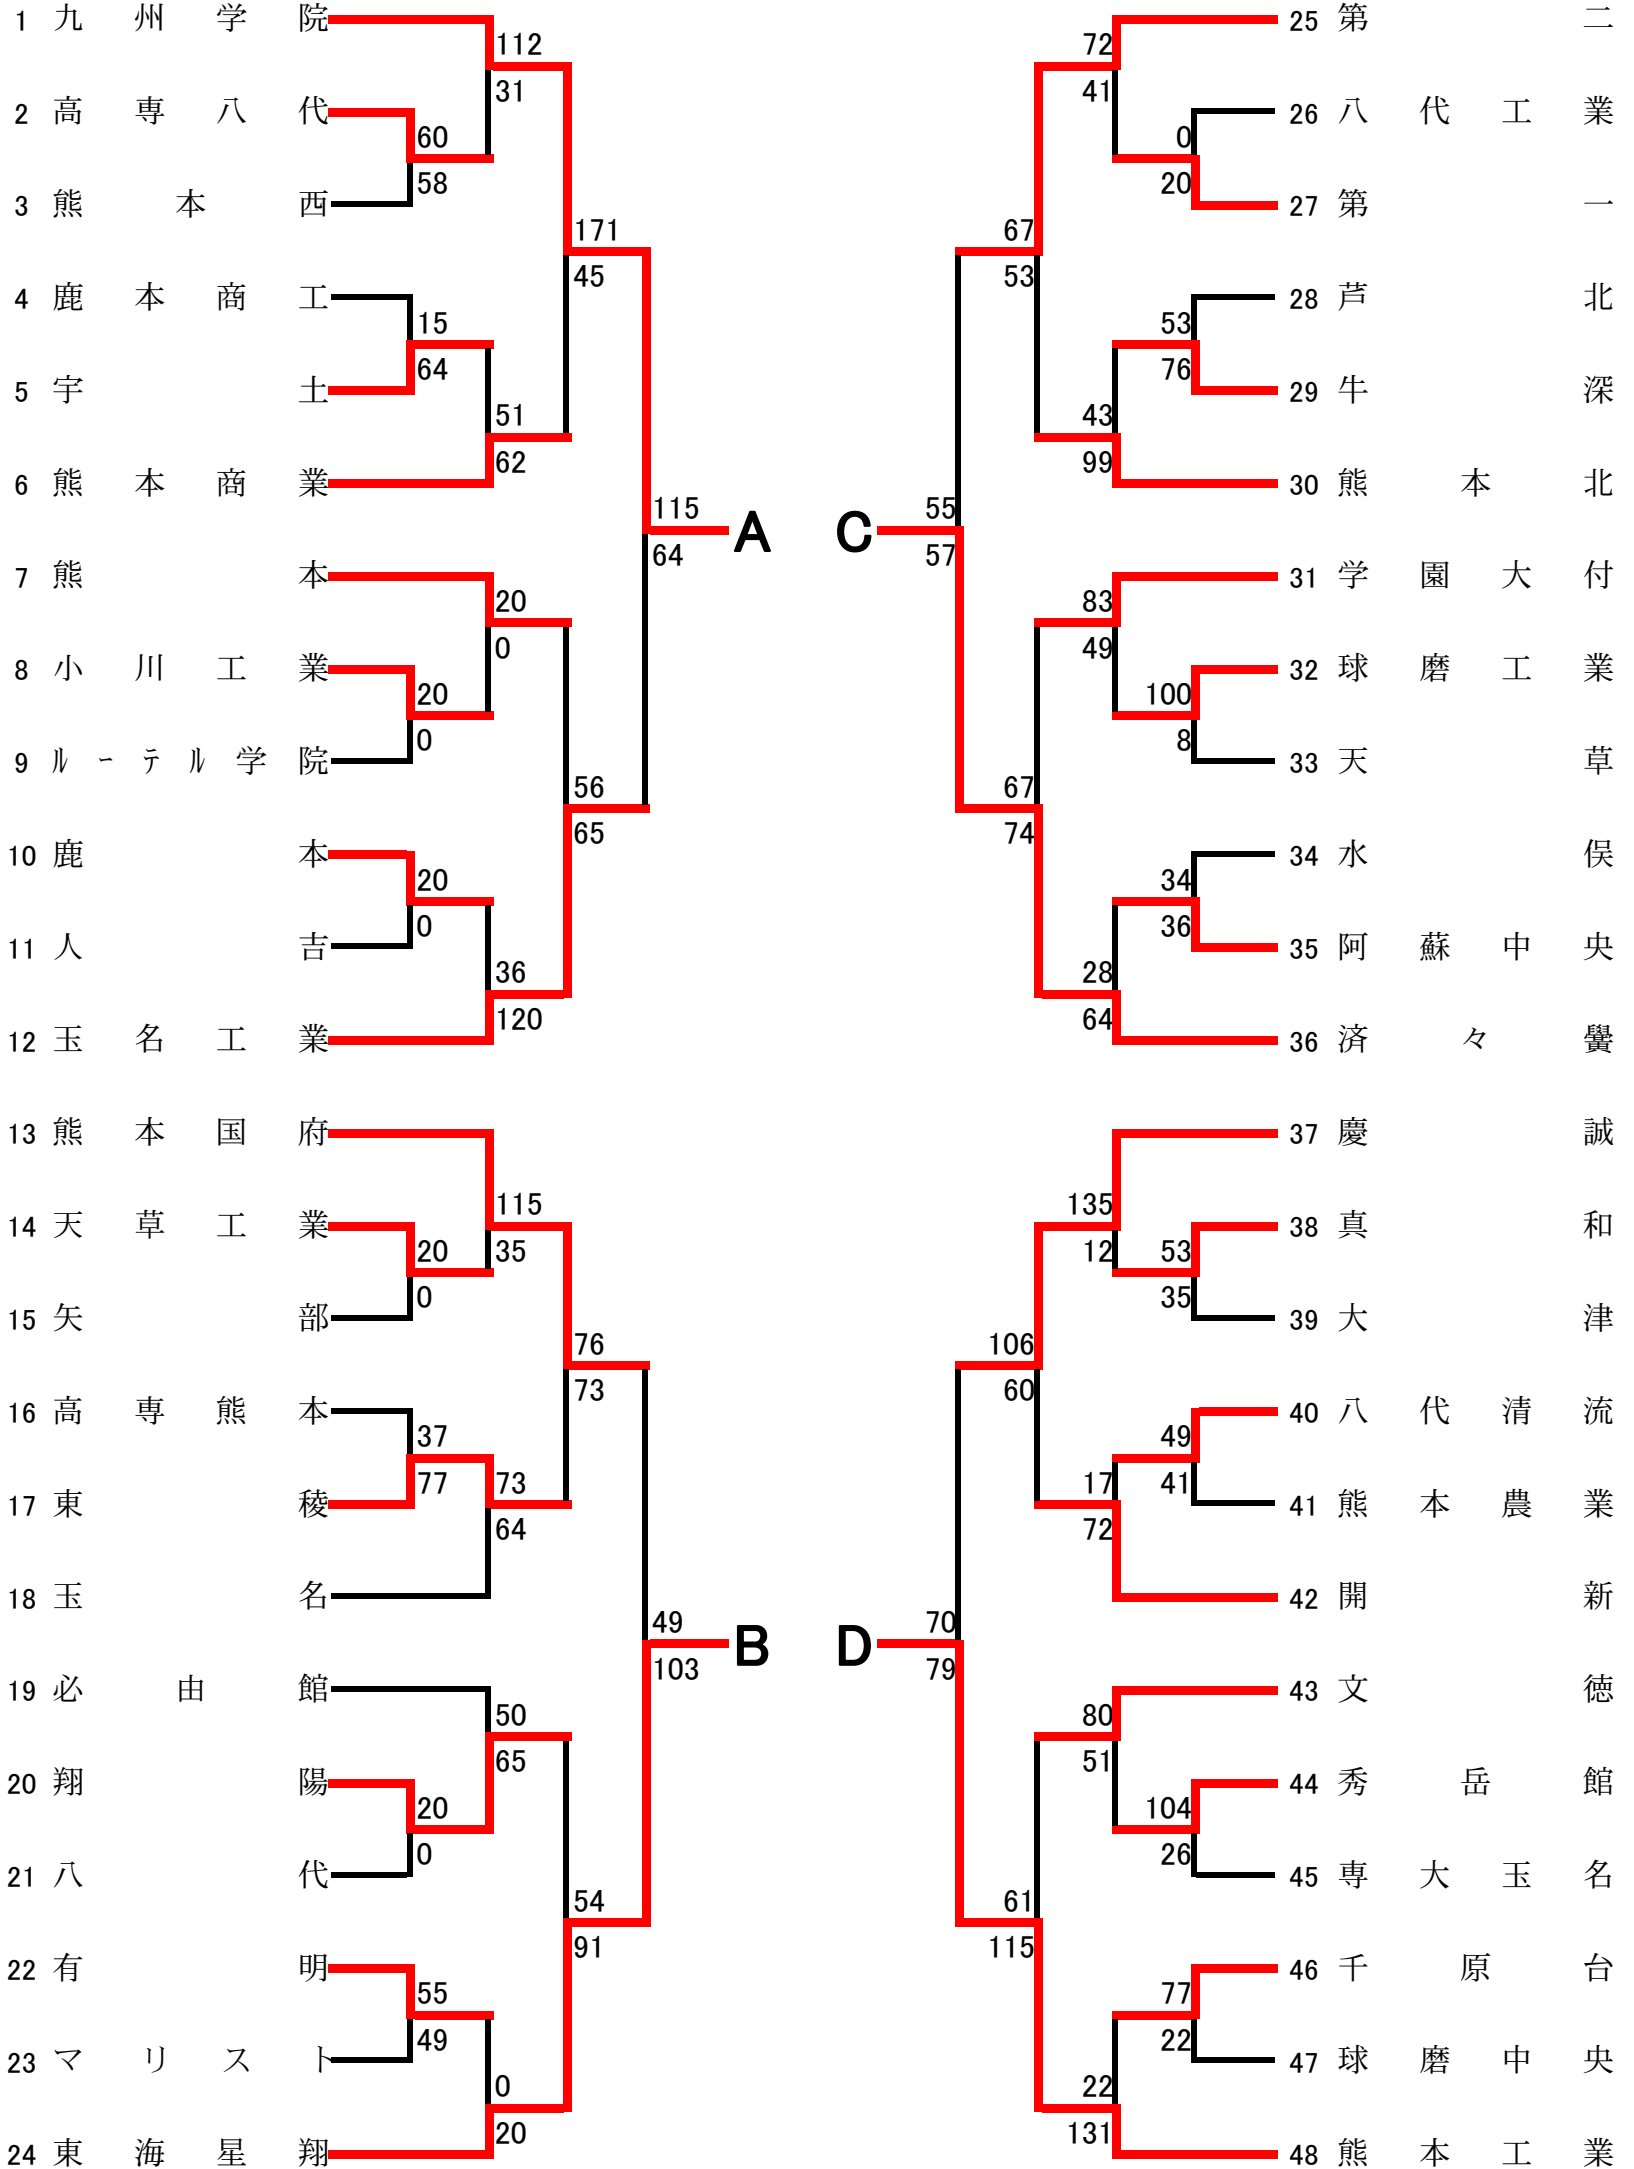 1 九州学院
112
31
2 高専八代
60
58
3 熊本西
171
45
4 鹿本商工
15
64
5 宇土
51
62
6 熊本商業
115
64
A
7 熊本
20
0
8 小川工業
20
0
9 ルーテル学院
56
65
10 鹿本
20
0
11 人吉
36
120
12 玉名工業
13 熊本国府
115
35
14 天草工業
20
0
15 矢部
76
73
16 高専熊本
37
77
17 東稜
73
64
18 玉名
49
103
B
19 必由館
50
65
20 翔陽
20
0
21 八代
54
91
22 有明
55
49
23 マリスト
0
20
24 東海星翔
25 第二
72
41
26 八代工業
0
20
27 第一
67
53
28 芦北
53
76
29 牛深
43
99
30 熊本北
C
55
57
31 学園大付
83
49
32 球磨工業
100
8
33 天草
67
74
34 水俣
34
36
35 阿蘇中央
28
64
36 済々黌
37 慶誠
135
12
38 真和
53
35
39 大津
106
60
40 八代清流
49
41
41 熊本農業
17
72
42 開新
D
70
79
43 文徳
80
51
44 秀岳館
104
26
45 専大玉名
61
115
46 千原台
77
22
47 球磨中央
22
131
48 熊本工業